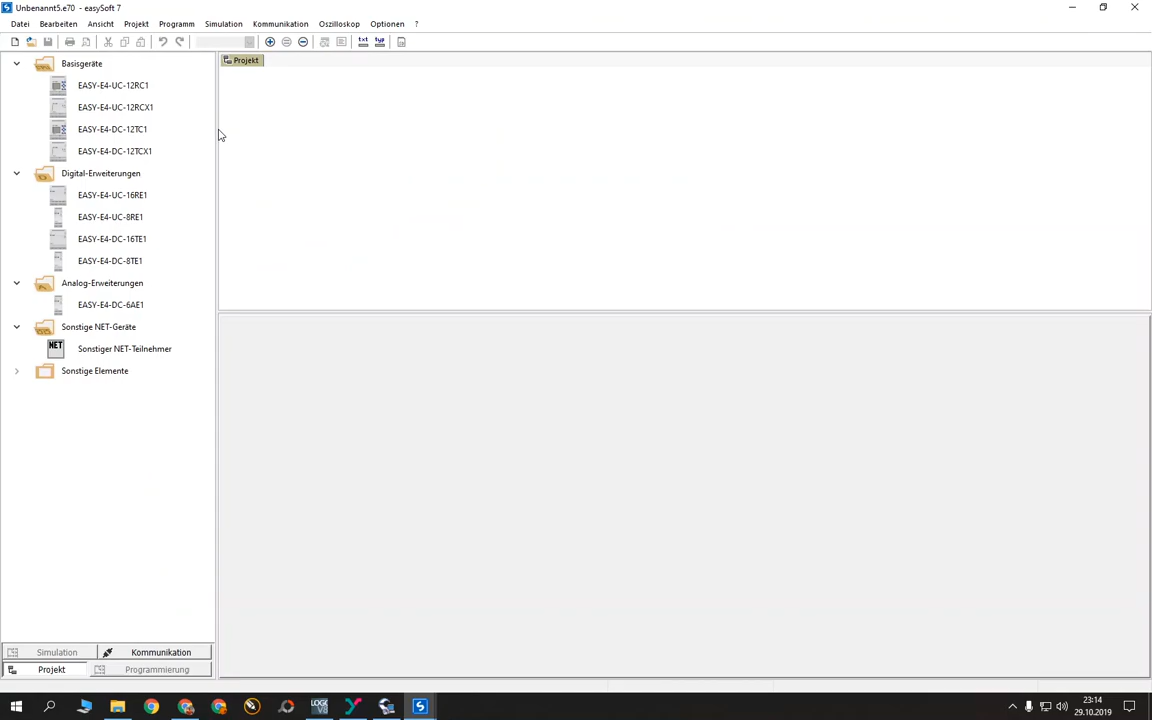 Unbenannt5.e70 - easySoft 7
Datei Bearbeiten Ansicht Projekt Programm Simulation Kommunikation Oszilloskop Optionen ?
txt typ
Basisgeräte
Projekt
EASY-E4-UC-12RC1
EASY-E4-UC-12RCX1
EASY-E4-DC-12TC1
EASY-E4-DC-12TCX1
Digital-Erweiterungen
EASY-E4-UC-16RE1
EASY-E4-UC-8RE1
EASY-E4-DC-16TE1
EASY-E4-DC-8TE1
Analog-Erweiterungen
EASY-E4-DC-6AE1
Sonstige NET-Geräte
NET Sonstiger NET-Teilnehmer
Sonstige Elemente
Simulation Kommunikation
Projekt Programmierung
23:14
29.10.2019